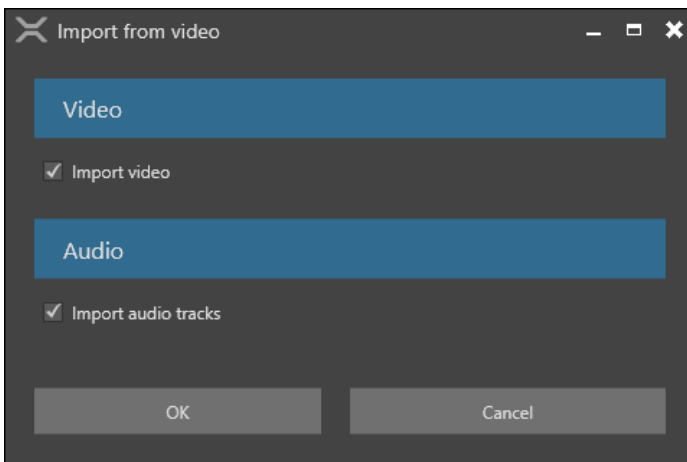 Import from video
Video
Import video
Audio
Import audio tracks
OK
Cancel